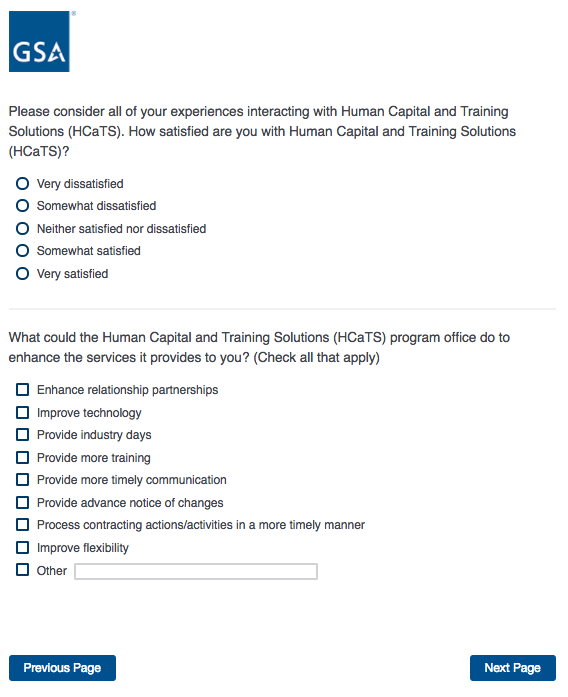 GSA
Please consider all of your experiences interacting with Human Capital and Training
Solutions (HCaTS). How satisfied are you with Human Capital and Training Solutions
(HCaTS)?
Very dissatisfied
Somewhat dissatisfied
Neither satisfied nor dissatisfied
Somewhat satisfied
Very satisfied
What could the Human Capital and Training Solutions (HCaTS) program office do to
enhance the services it provides to you? (Check all that apply)
Enhance relationship partnerships
Improve technology
Provide industry days
Provide more training
Provide more timely communication
Provide advance notice of changes
Process contracting actions/activities in a more timely manner
Improve flexibility
Other
Previous Page
Next Page